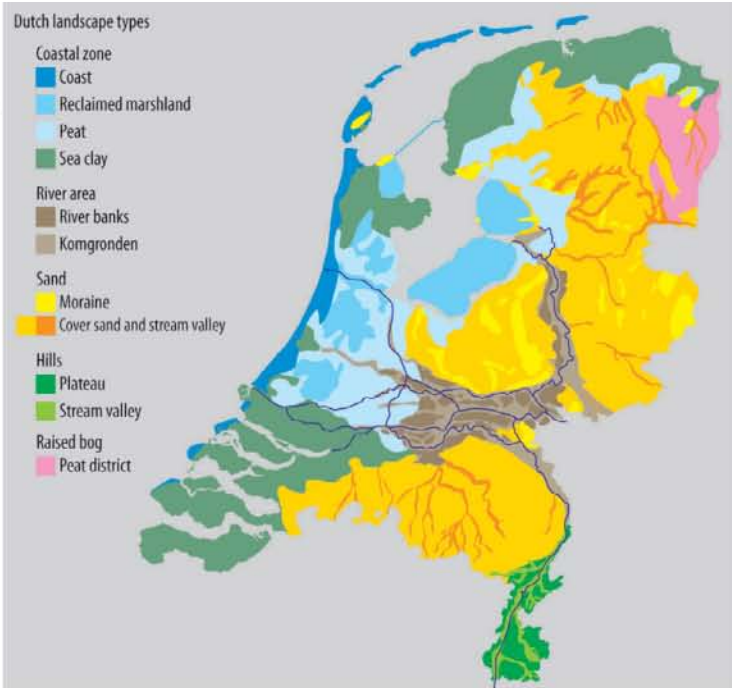 Dutch landscape types
Coastal zone
Coast
Reclaimed marshland
Peat
Sea clay
River area
River banks
Komgronden
Sand
Moraine
Cover sand and stream valley
Hills
Plateau
Stream valley
Raised bog
Peat district